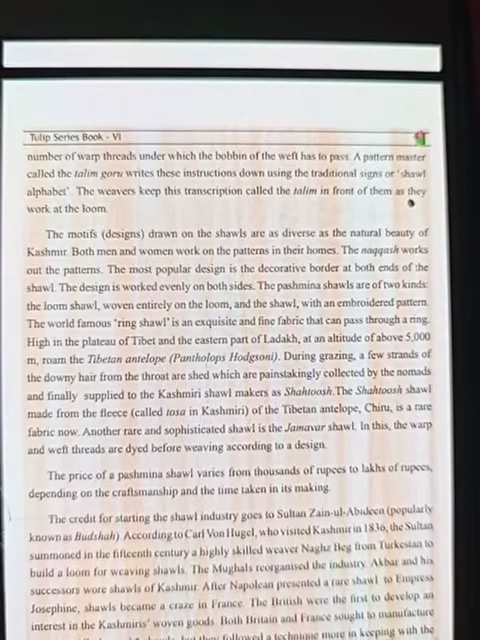 Tulip Series Book - VI
number of warp threads under which the bobbin of the weft has to pass. A pattern master
called the talim goru writes these instructions down using the traditional signs or 'shawl
alphabet'. The weavers keep this transcription called the talim in front of them as they
work at the loom.
The motifs (designs) drawn on the shawls are as diverse as the natural beauty of
Kashmir. Both men and women work on the patterns in their homes. The naqqash works
out the patterns. The most popular design is the decorative border at both ends of the
shawl. The design is worked evenly on both sides. The pashmina shawls are of two kinds:
the loom shawl, woven entirely on the loom, and the shawl, with an embroidered pattern.
The world famous 'ring shawl' is an exquisite and fine fabric that can pass through a ring.
High in the plateau of Tibet and the eastern part of Ladakh, at an altitude of above 5,000
m, roam the Tibetan antelope (Pantholops Hodgsoni). During grazing, a few strands of
the downy hair from the throat are shed which are painstakingly collected by the nomads
and finally supplied to the Kashmiri shawl makers as Shahtoosh.The Shahtoosh shawl
made from the fleece (called tosa in Kashmiri) of the Tibetan antelope, Chiru, is a rare
fabric now. Another rare and sophisticated shawl is the Jamavar shawl. In this, the warp
and weft threads are dyed before weaving according to a design.
The price of a pashmina shawl varies from thousands of rupees to lakhs of rupees,
depending on the craftsmanship and the time taken in its making.
The credit for starting the shawl industry goes to Sultan Zain-ul-Abideen (popularly
known as Budshah). According to Carl Von Hugel, who visited Kashmir in 1836, the Sultan
summoned in the fifteenth century a highly skilled weaver Naghz Beg from Turkestan to
build a loom for weaving shawls. The Mughals reorganised the industry. Akbar and his
successors wore shawls of Kashmir. After Napolean presented a rare shawl to Empress
Josephine, shawls became a craze in France. The British were the first to develop an
interest in the Kashmiris' woven goods. Both Britain and France sought to manufacture
but they followed a technique more in keeping with the